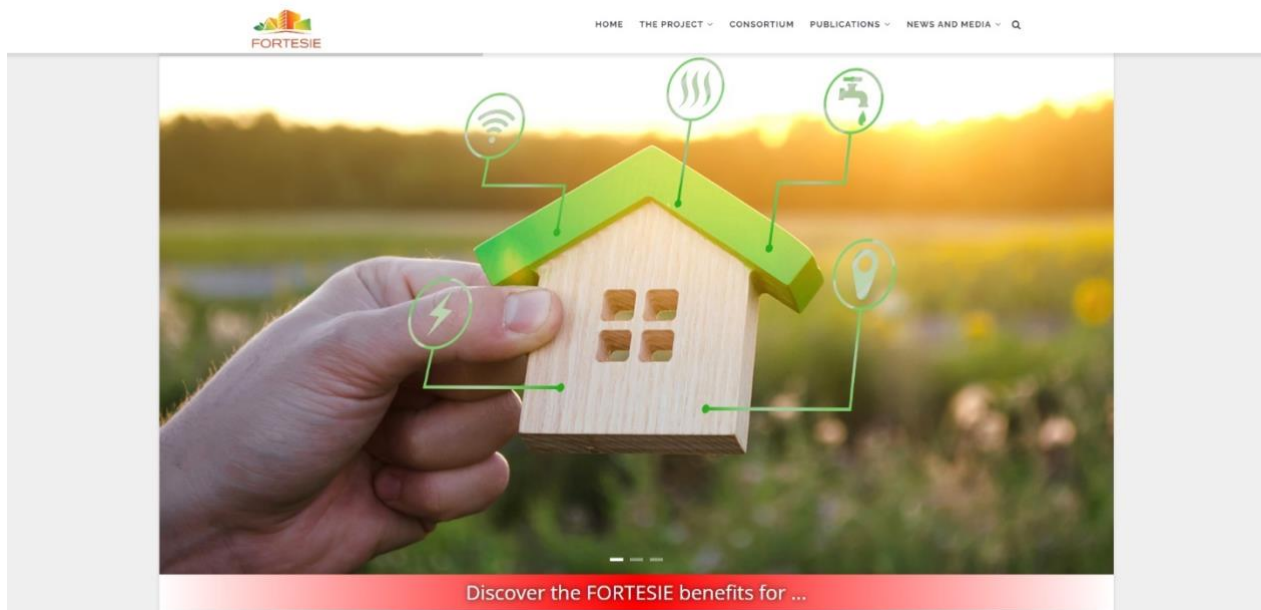 FORTESIE
HOME THE PROJECT CONSORTIUM PUBLICATIONS NEWS AND MEDIA
Discover the FORTESIE benefits for ...